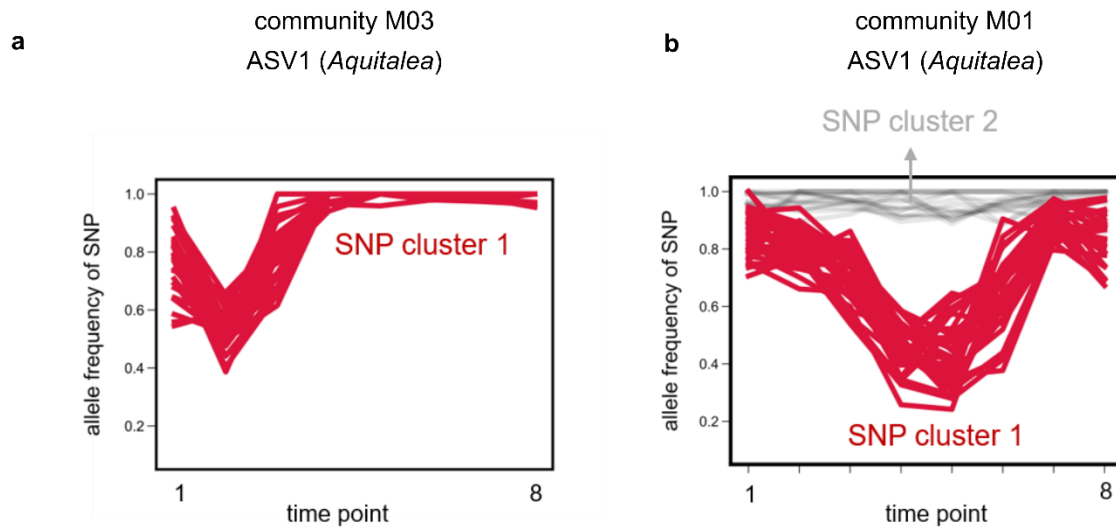 a
community M03
ASV1 (Aquitalea)
allele frequency of SNP
1.0
0.8
0.6
0.4
0.2
SNP cluster 1
1
8
time point
b
community M01
ASV1 (Aquitalea)
SNP cluster 2
allele frequency of SNP
1.0
0.8
0.6
0.4
0.2
SNP cluster 1
1
8
time point